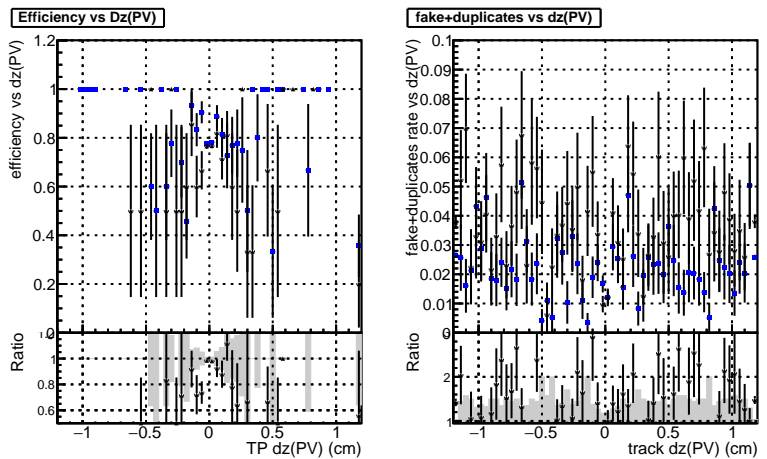 Efficiency vs Dz(PV)
efficiency vs dz(PV)
1.2
1
0.8
0.6
0.4
0.2
0
Ratio
1.2
1
0.8
0.6
−1 −0.5 0 0.5 1
TP dz(PV) (cm)
fake+duplicates vs dz(PV)
fake+duplicates rate vs dz(PV)
0.1
0.09
0.08
0.07
0.06
0.05
0.04
0.03
0.02
0.01
Ratio
2
1
−1 −0.5 0 0.5 1
track dz(PV) (cm)